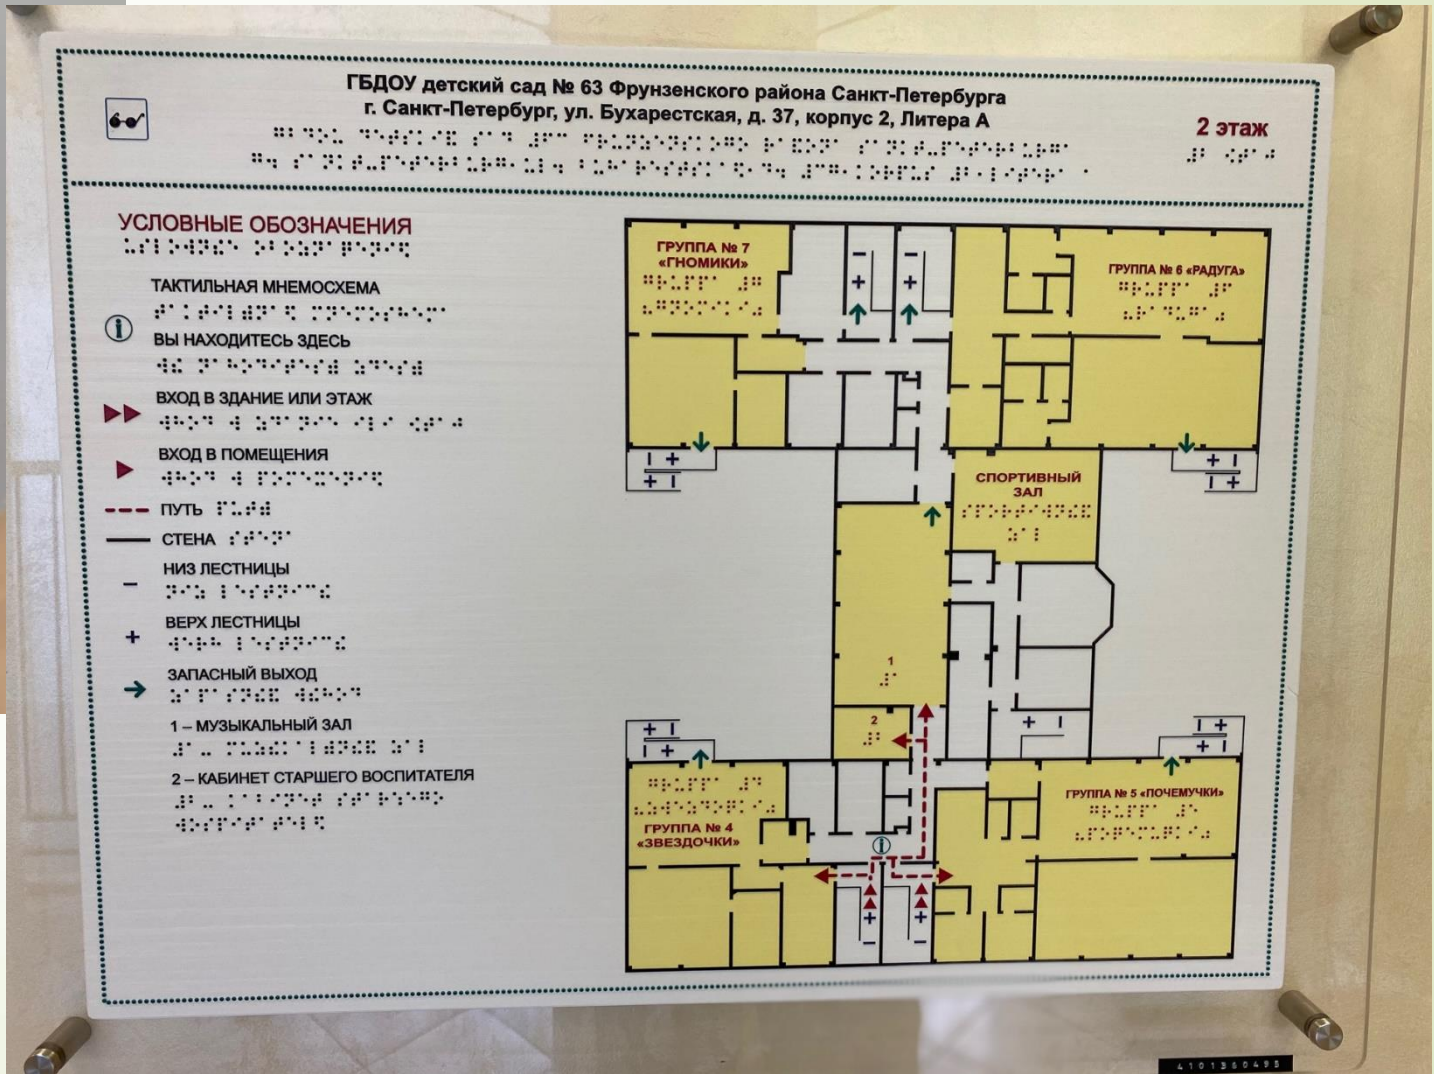 ГБДОУ детский сад № 63 Фрунзенского района Санкт-Петербурга
г. Санкт-Петербург, ул. Бухарестская, д. 37, корпус 2, Литера А
2 этаж
УСЛОВНЫЕ ОБОЗНАЧЕНИЯ
ТАКТИЛЬНАЯ МНЕМОСХЕМА
ВЫ НАХОДИТЕСЬ ЗДЕСЬ
ВХОД В ЗДАНИЕ ИЛИ ЭТАЖ
ВХОД В ПОМЕЩЕНИЯ
ПУТЬ
СТЕНА
НИЗ ЛЕСТНИЦЫ
ВЕРХ ЛЕСТНИЦЫ
ЗАПАСНЫЙ ВЫХОД
1 – МУЗЫКАЛЬНЫЙ ЗАЛ
2 – КАБИНЕТ СТАРШЕГО ВОСПИТАТЕЛЯ
ГРУППА № 7
«ГНОМИКИ»
ГРУППА № 6 «РАДУГА»
СПОРТИВНЫЙ
ЗАЛ
1
2
ГРУППА № 4
«ЗВЕЗДОЧКИ»
ГРУППА № 5 «ПОЧЕМУЧКИ»
4101360495